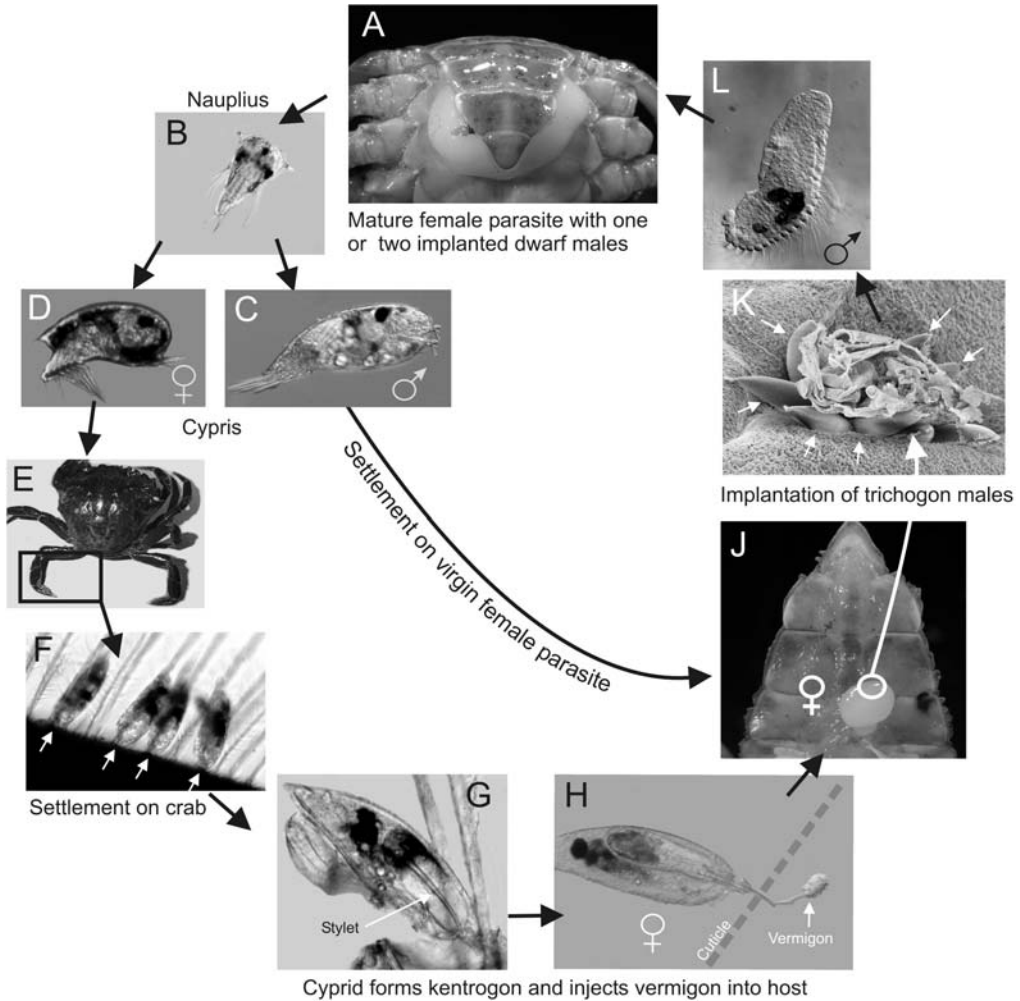 A
Mature female parasite with one
or two implanted dwarf males
Nauplius
B
D
♀
C
♂
Cypris
E
F
Settlement on crab
Settlement on virgin female parasite
G
Stylet
H
♀
Cuticle
Vermigon
Cyprid forms kentrogon and injects vermigon into host
J
♀
K
Implantation of trichogon males
L
♂